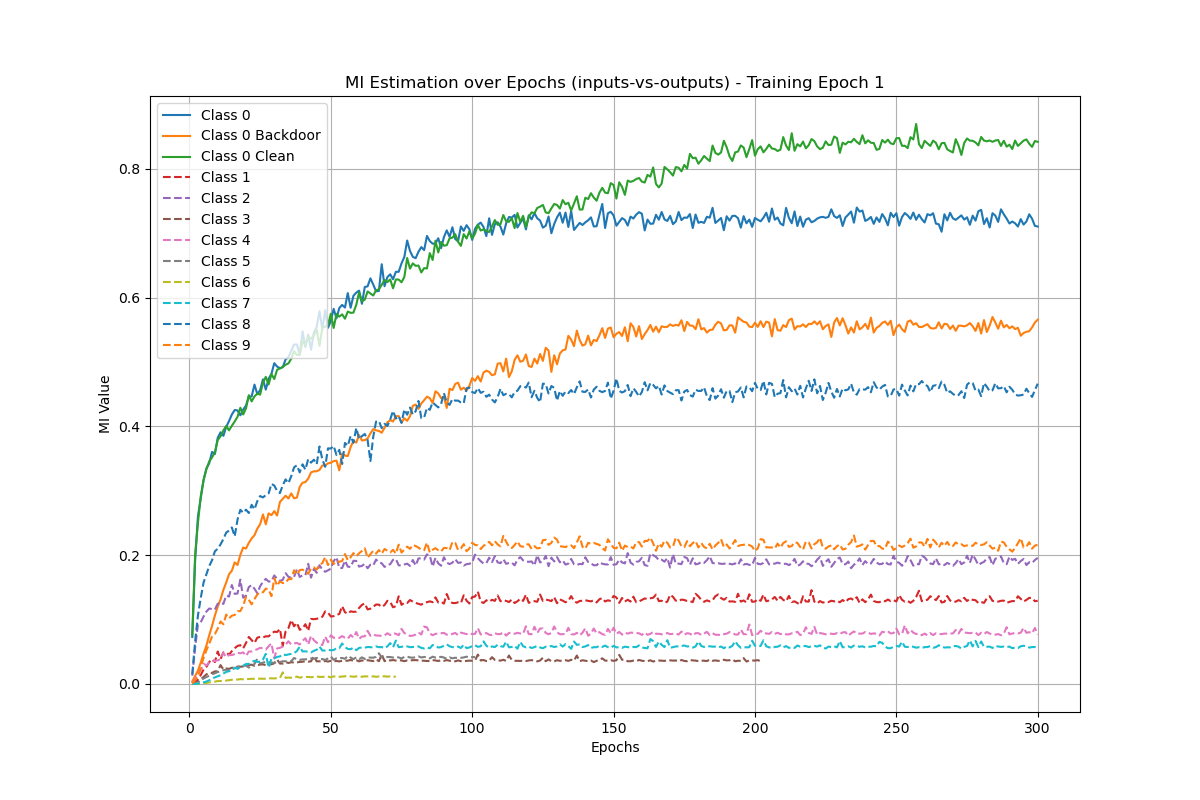 MI Estimation over Epochs (inputs-vs-outputs) - Training Epoch 1
Class 0
Class 0 Backdoor
Class 0 Clean
Class 1
Class 2
Class 3
Class 4
Class 5
Class 6
Class 7
Class 8
Class 9
MI Value
0.8
0.6
0.4
0.2
0.0
0 50 100 150 200 250 300
Epochs